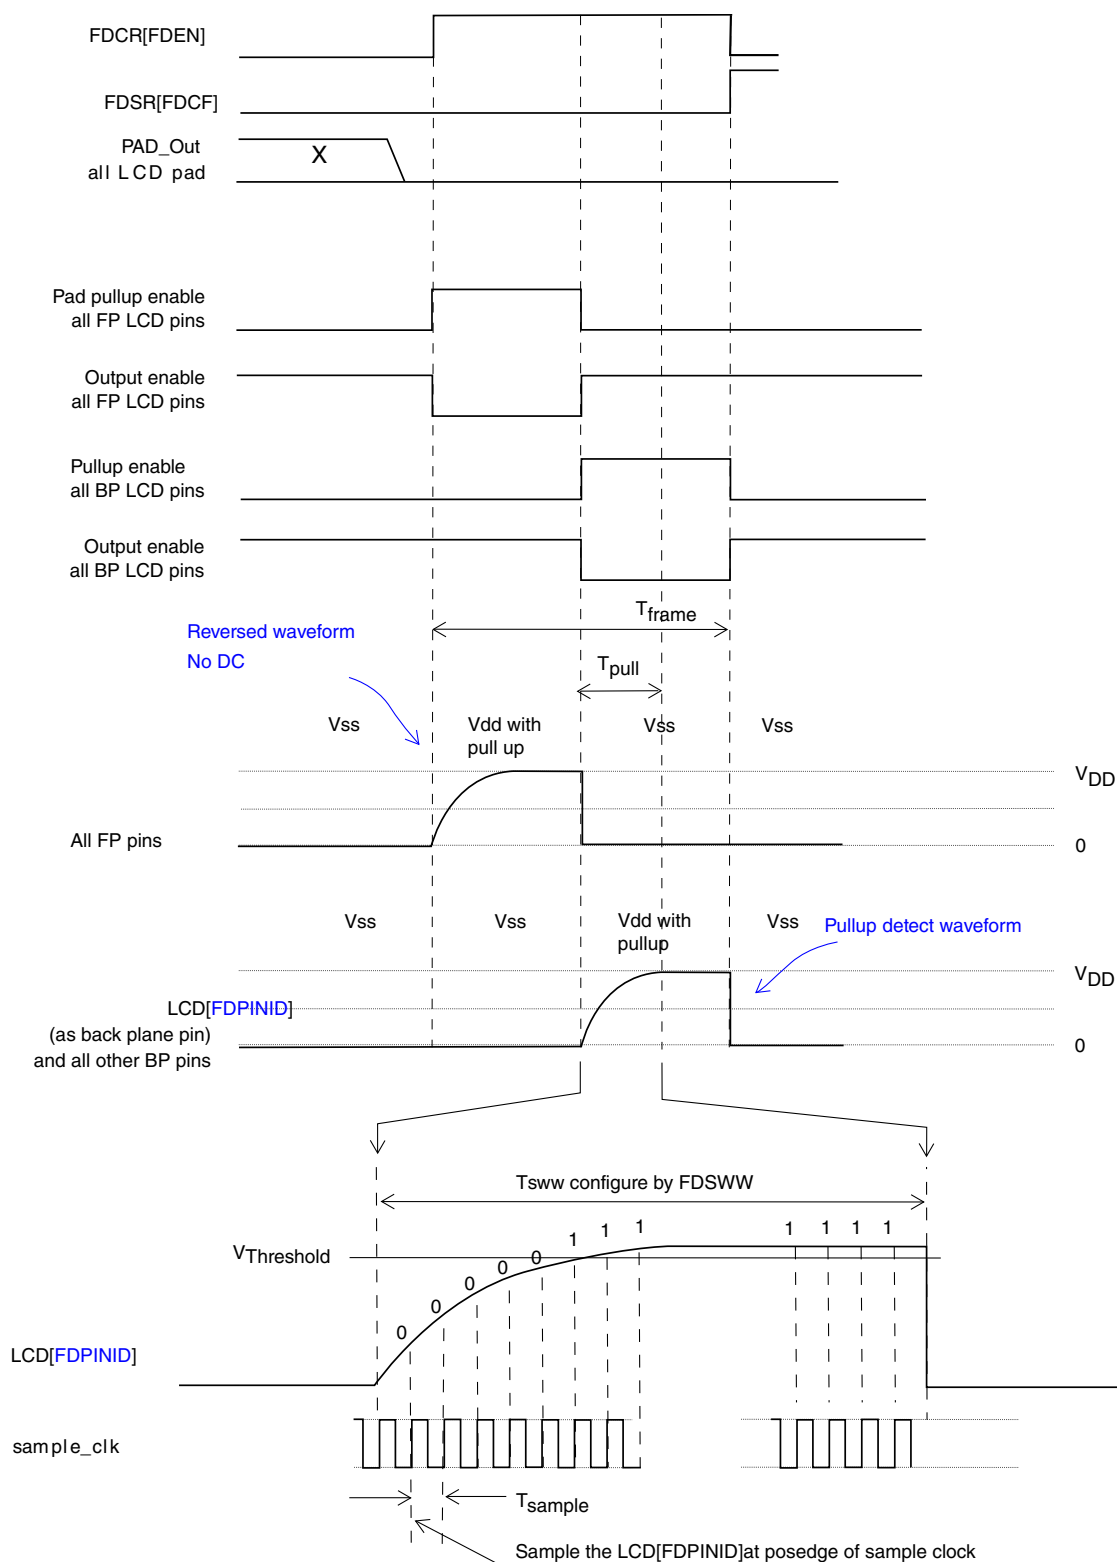 FDCR[FDEN]
FDSR[FDCF]
PAD_Out
all LCD pad
X
Pad pullup enable
all FP LCD pins
Output enable
all FP LCD pins
Pullup enable
all BP LCD pins
Output enable
all BP LCD pins
Tframe
Reversed waveform
No DC
Tpull
Vss
Vdd with
pull up
Vss
Vss
VDD
All FP pins
0
Vss
Vss
Vdd with
pullup
Vss
Pullup detect waveform
VDD
LCD[FDPINID]
(as back plane pin)
and all other BP pins
0
Tsww configure by FDSWW
VThreshold
0 0 0 0 0 1 1 1
1 1 1 1
LCD[FDPINID]
sample_clk
Tsample
Sample the LCD[FDPINID]at posedge of sample clock